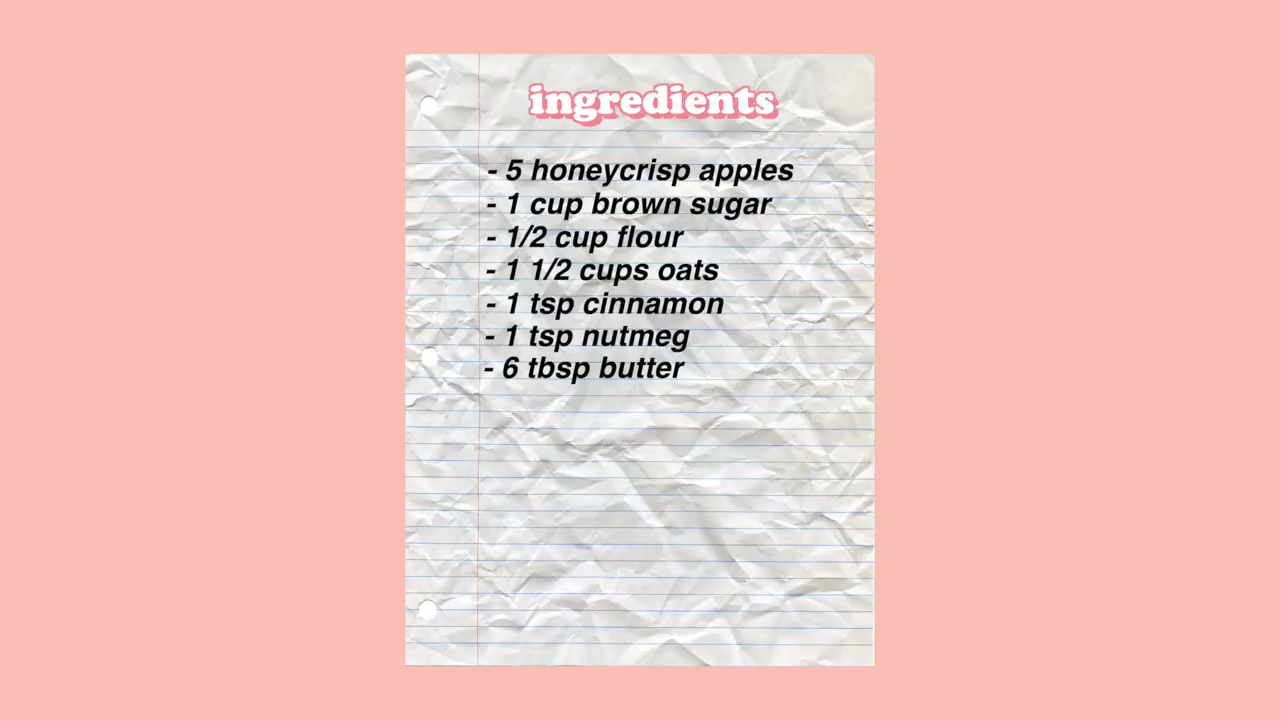 ingredients
- 5 honeycrisp apples
- 1 cup brown sugar
- 1/2 cup flour
- 1 1/2 cups oats
- 1 tsp cinnamon
- 1 tsp nutmeg
- 6 tbsp butter